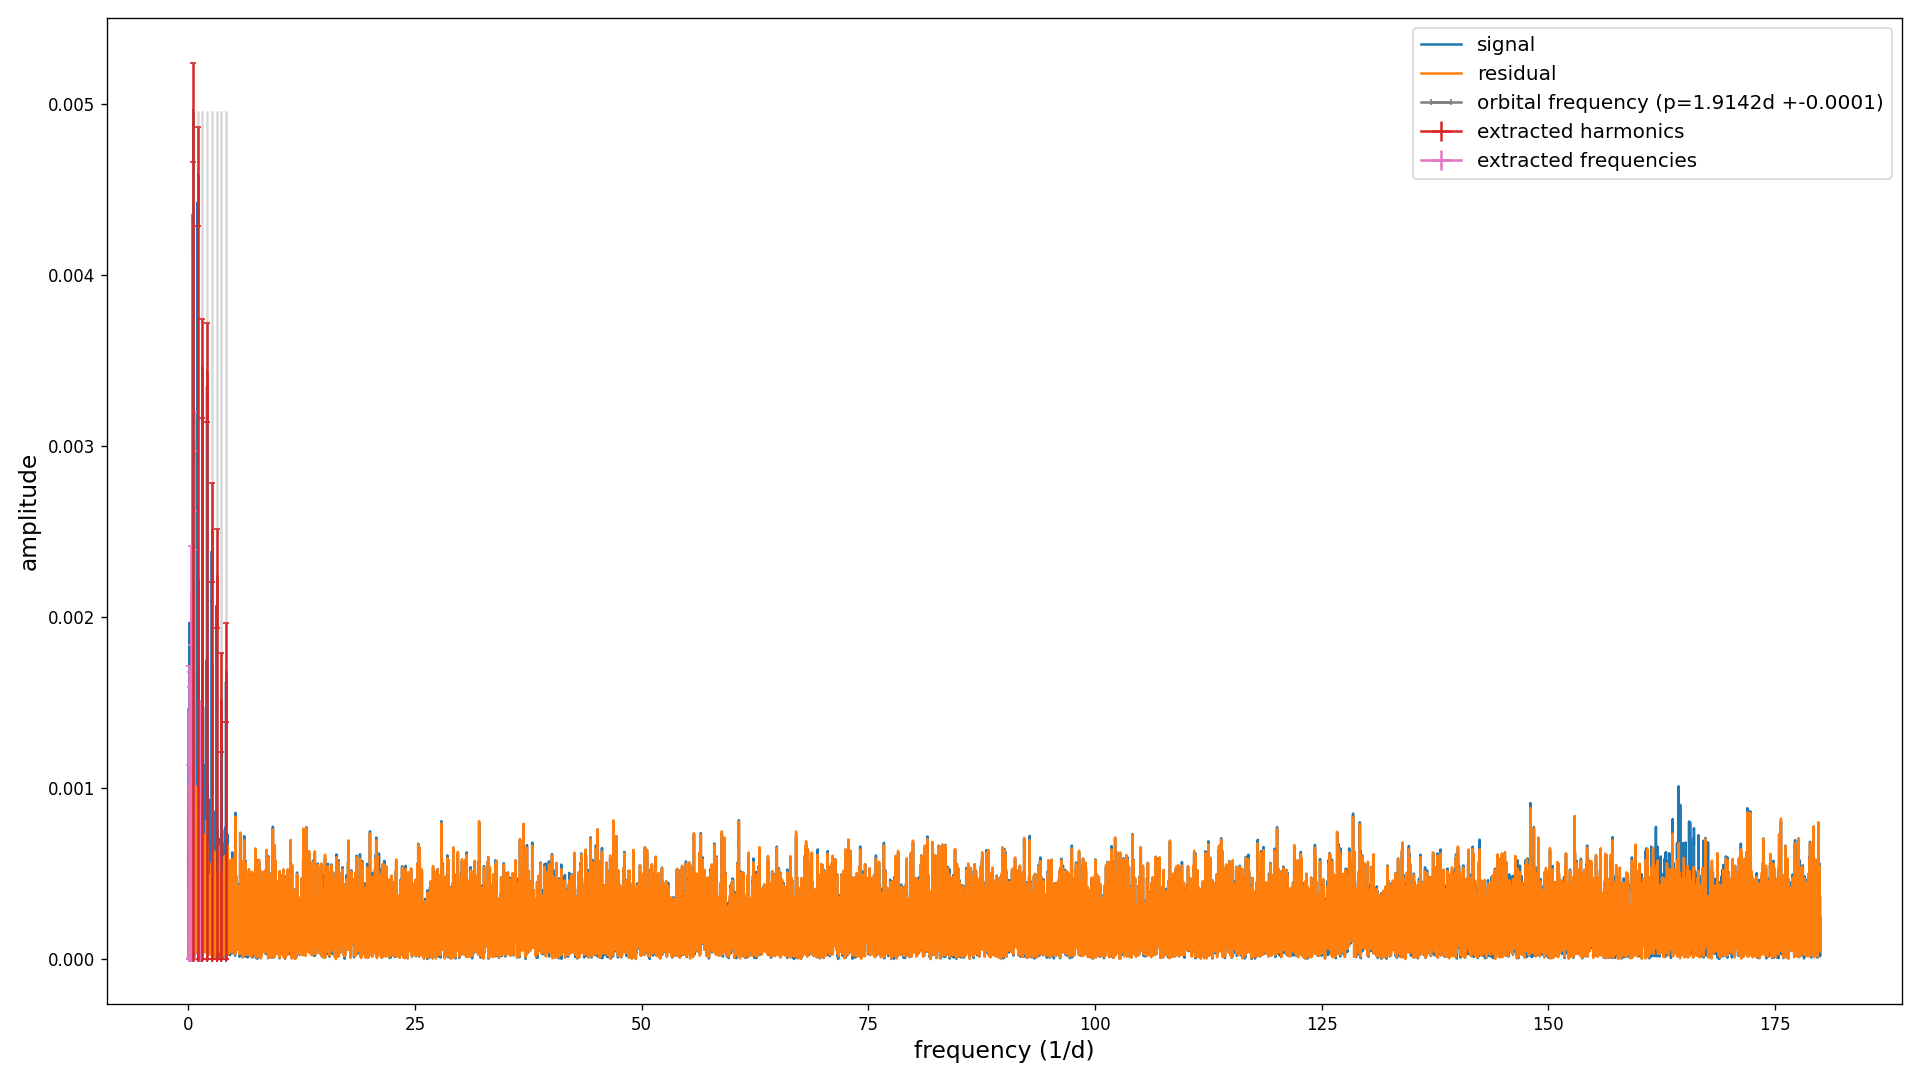 signal
residual
orbital frequency (p=1.9142d +-0.0001)
extracted harmonics
extracted frequencies
amplitude
0.005
0.004
0.003
0.002
0.001
0.000
0 25 50 75 100 125 150 175
frequency (1/d)